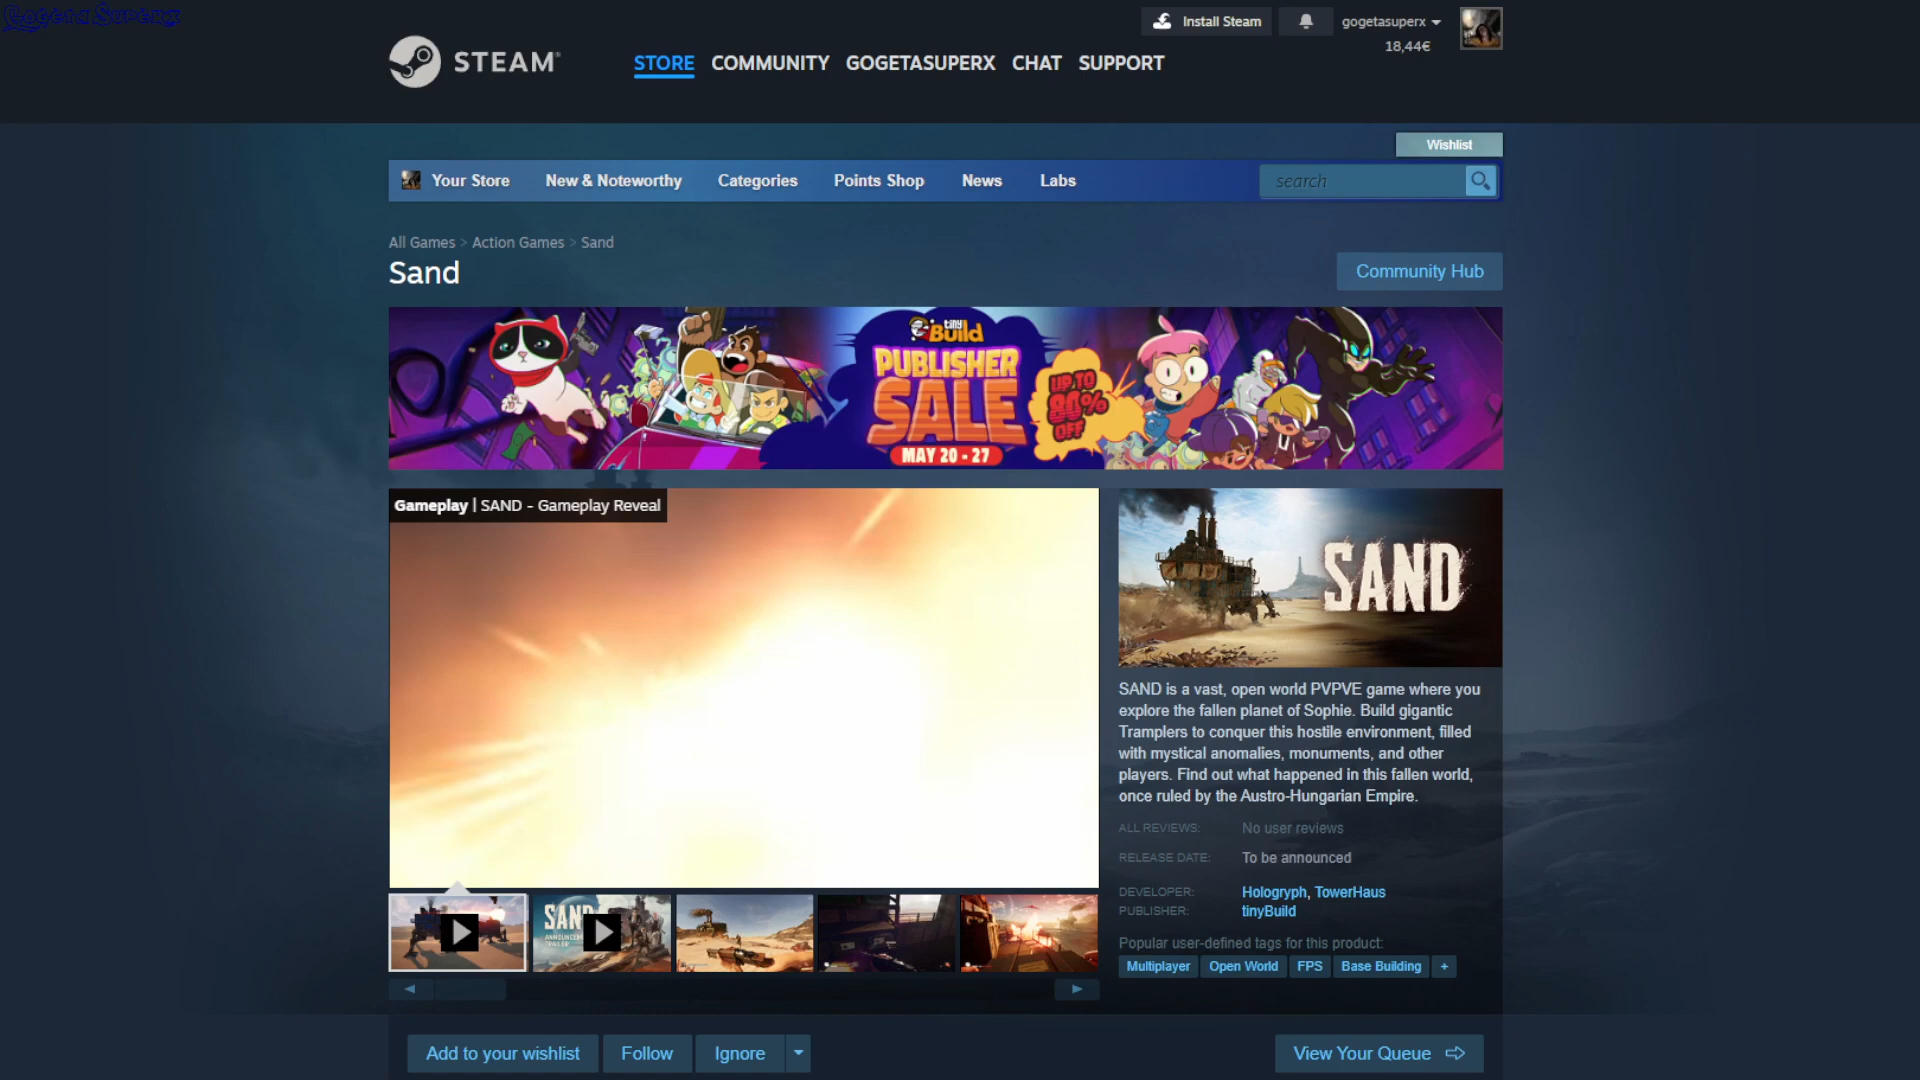 Gogeta Superx
Install Steam
gogetasuperx
18,44€
STEAM®
STORE COMMUNITY GOGETASUPERX CHAT SUPPORT
Wishlist
Your Store New & Noteworthy Categories Points Shop News Labs
search
All Games > Action Games > Sand
Sand
Community Hub
tiny Build
PUBLISHER
SALE
MAY 20 - 27
UP TO
80%
OFF
Gameplay | SAND - Gameplay Reveal
SAND
SAND is a vast, open world PVPVE game where you
explore the fallen planet of Sophie. Build gigantic
Tramplers to conquer this hostile environment, filled
with mystical anomalies, monuments, and other
players. Find out what happened in this fallen world,
once ruled by the Austro-Hungarian Empire.
ALL REVIEWS: No user reviews
RELEASE DATE: To be announced
DEVELOPER: Hologryph, TowerHaus
PUBLISHER: tinyBuild
Popular user-defined tags for this product:
Multiplayer Open World FPS Base Building +
SAND
TRAILER
Add to your wishlist Follow Ignore
View Your Queue